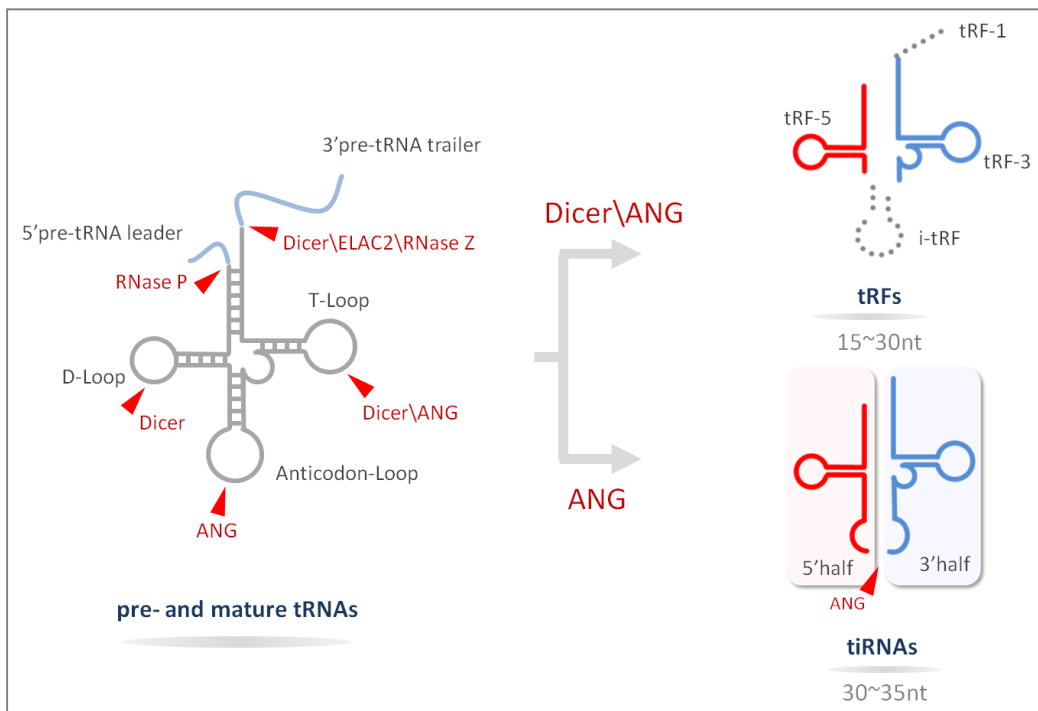 3'pre-tRNA trailer
5'pre-tRNA leader
Dicer\ELAC2\RNase Z
RNase P
T-Loop
D-Loop
Dicer
Dicer\ANG
Anticodon-Loop
ANG
pre- and mature tRNAs
Dicer\ANG
ANG
tRF-1
tRF-5
tRF-3
i-tRF
tRFs
15~30nt
5'half
3'half
ANG
tiRNAs
30~35nt